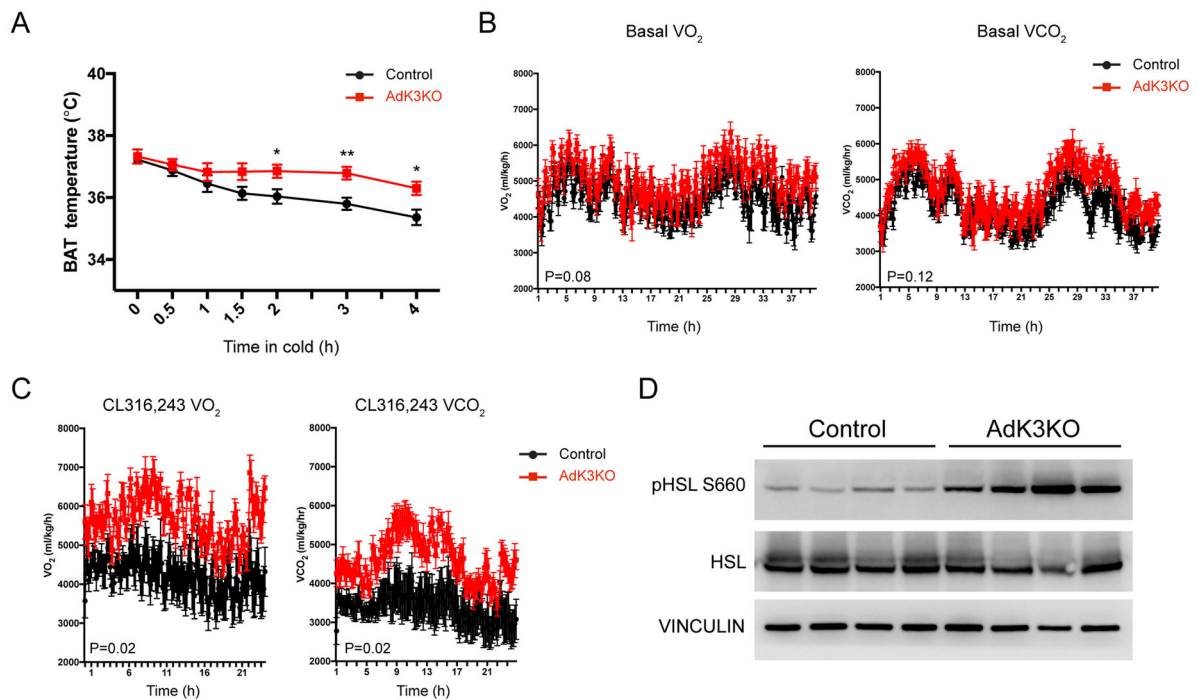 A
40
38
36
34
BAT temperature (°C)
Control
AdK3KO
*
**
*
0
0.5
1
1.5
2
3
4
Time in cold (h)
B
Basal VO₂
8000
7000
6000
5000
4000
3000
2000
VO₂ (ml/kg/hr)
P=0.08
1 5 9 13 17 21 25 29 33 37
Time (h)
Basal VCO₂
Control
AdK3KO
8000
7000
6000
5000
4000
3000
2000
VCO₂ (ml/kg/hr)
P=0.12
1 5 9 13 17 21 25 29 33 37
Time (h)
C
CL316,243 VO₂
8000
7000
6000
5000
4000
3000
2000
VO₂ (ml/kg/hr)
P=0.02
1 6 11 16 21
Time (h)
CL316,243 VCO₂
Control
AdK3KO
8000
7000
6000
5000
4000
3000
2000
VCO₂ (ml/kg/hr)
P=0.02
1 5 9 13 17 21
Time (h)
D
Control AdK3KO
pHSL S660
HSL
VINCULIN